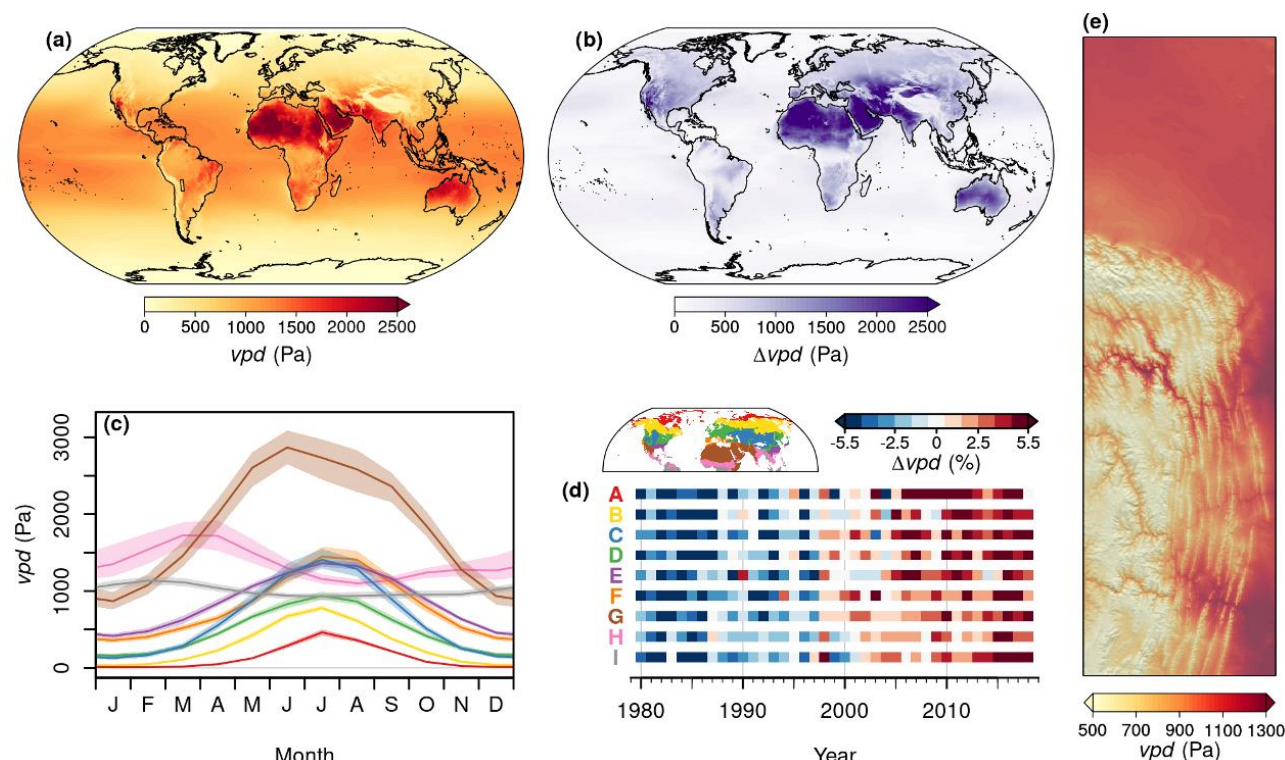 (a)
(b)
(e)
0 500 1000 1500 2000 2500
vpd (Pa)
0 500 1000 1500 2000 2500
Δvpd (Pa)
(c)
3000
2000
1000
0
vpd (Pa)
J F M A M J J A S O N D
Month
-5.5 -2.5 0 2.5 5.5
Δvpd (%)
(d)
A
B
C
D
E
F
G
H
I
1980 1990 2000 2010
Year
500 700 900 1100 1300
vpd (Pa)